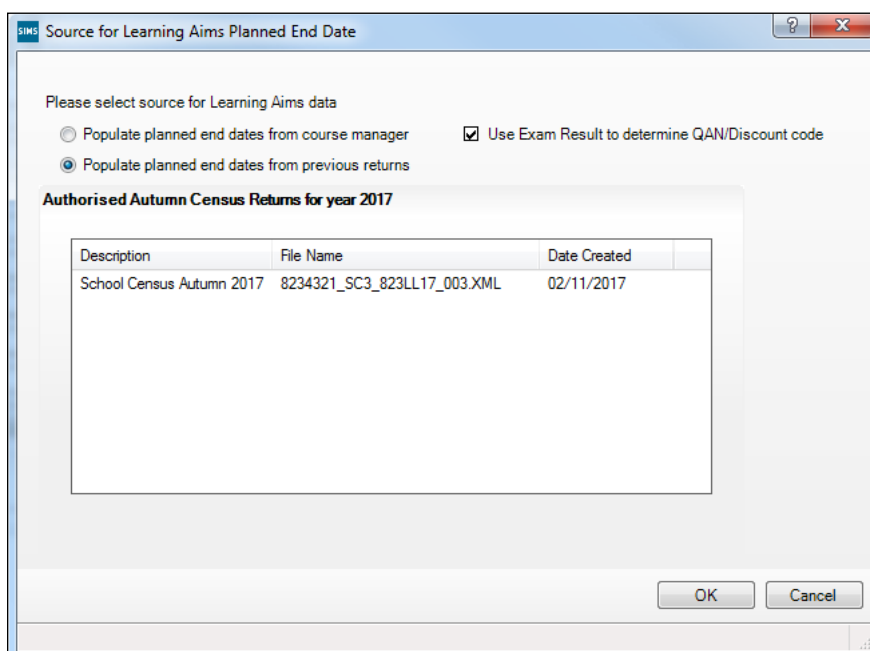 SIMS Source for Learning Aims Planned End Date
Please select source for Learning Aims data
Populate planned end dates from course manager Use Exam Result to determine QAN/Discount code
Populate planned end dates from previous returns
Authorised Autumn Census Returns for year 2017
Description File Name Date Created
School Census Autumn 2017 8234321_SC3_823LL17_003.XML 02/11/2017
OK Cancel